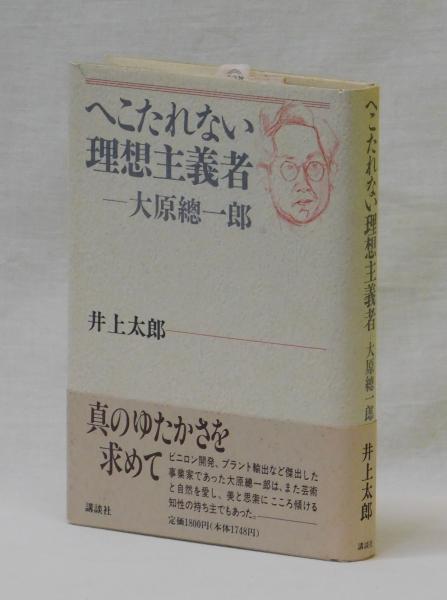 へこたれない
理想主義者
―大原總一郎
井上太郎
真のゆたかさを
求めて
ビニロン開発、プラント輸出など傑出した
事業家であった大原總一郎は、また芸術
と自然を愛し、美と思索にこころ傾ける
知性の持ち主でもあった。
講談社
定価1800円(本体1748円)
へこたれない理想主義者―大原總一郎
井上太郎
講談社